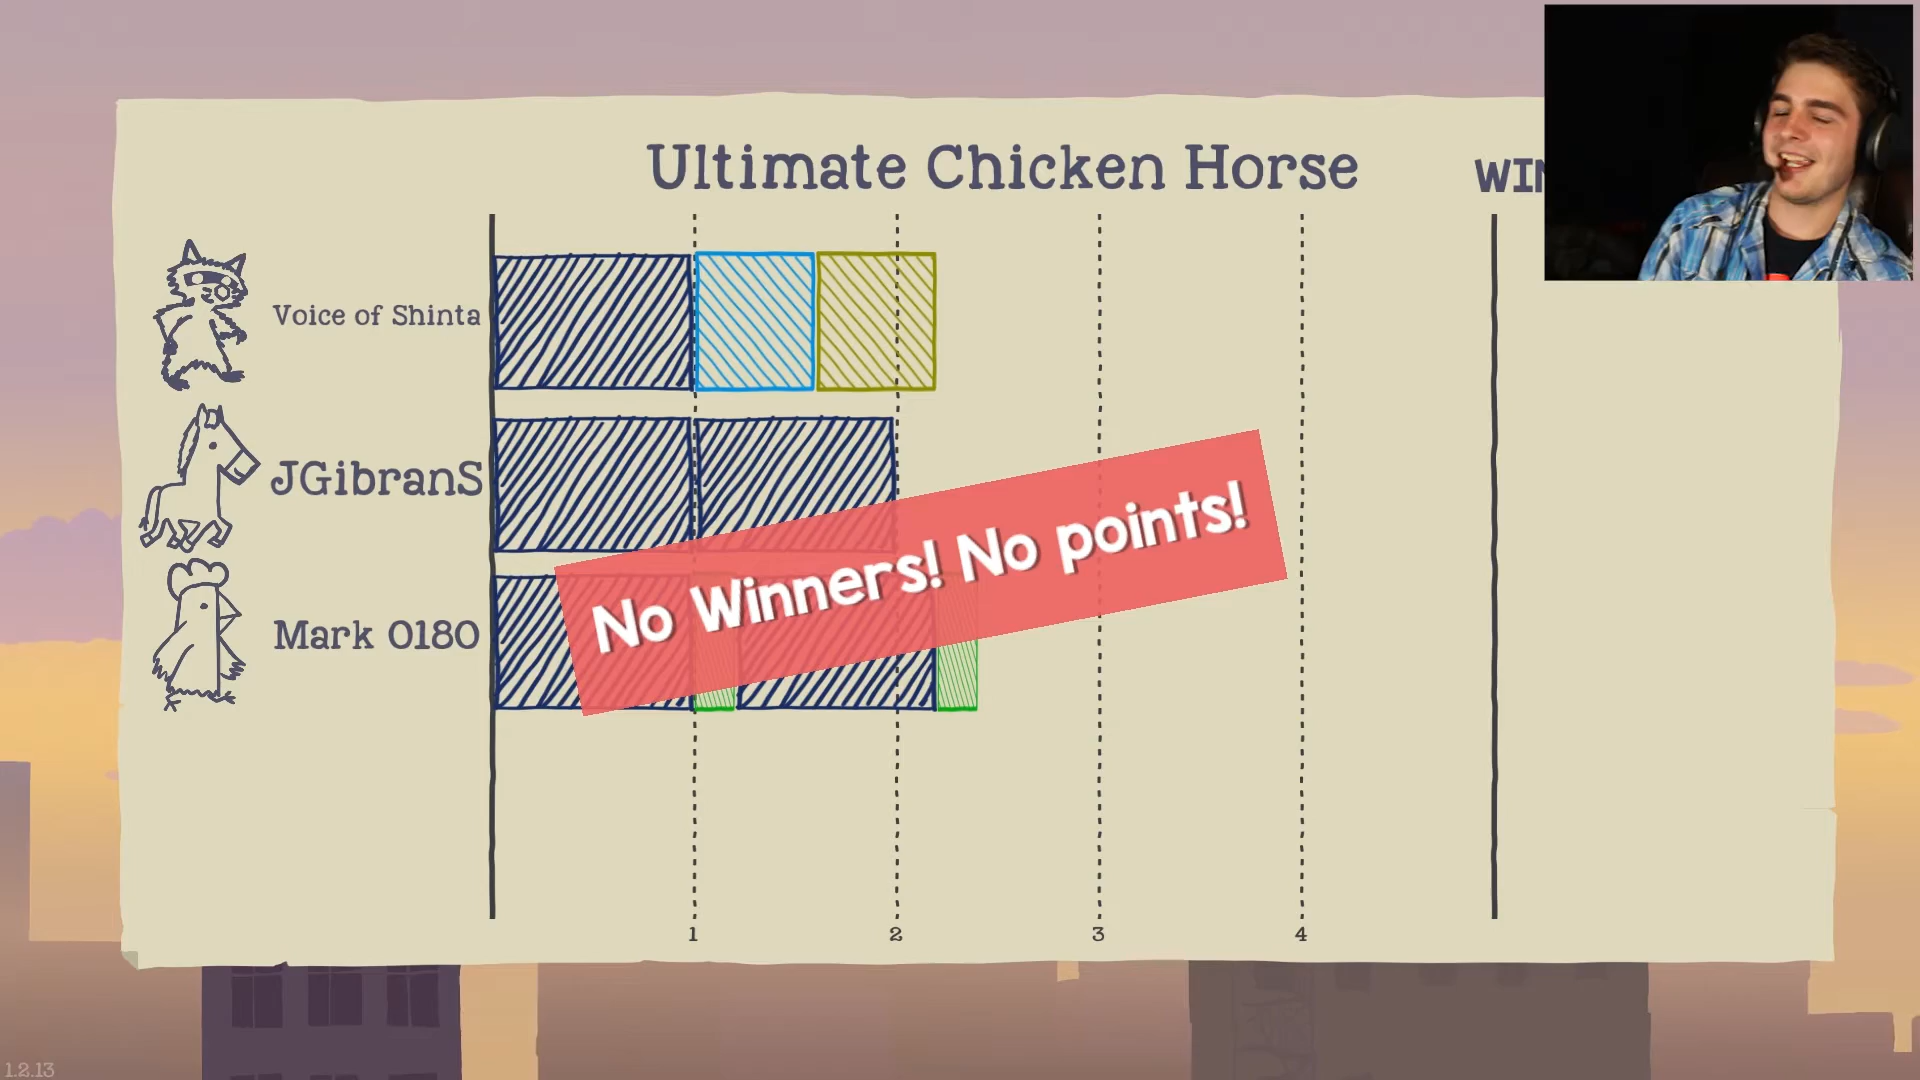 Ultimate Chicken Horse
WIN
Voice of Shinta
JGibranS
No Winners! No points!
Mark 0180
1 2 3 4
1.2.13